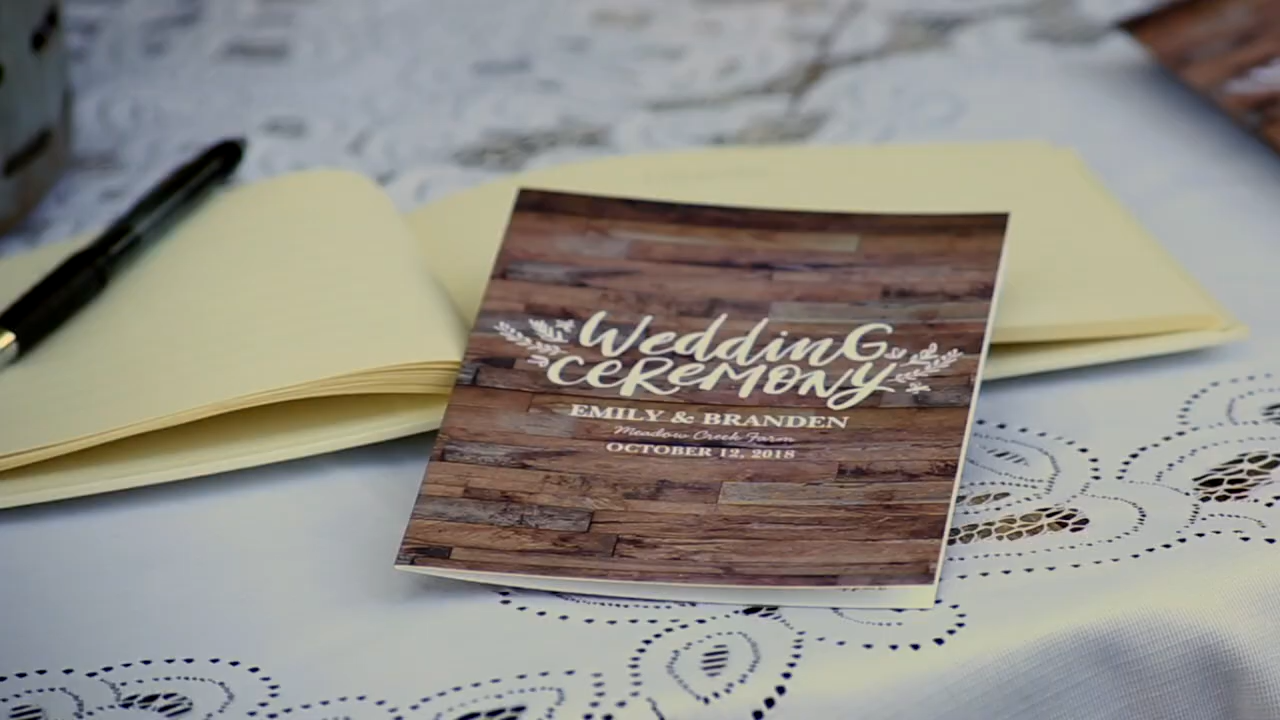 Wedding
Ceremony
EMILY & BRANDEN
Meadow Creek Farm
OCTOBER 12, 2018